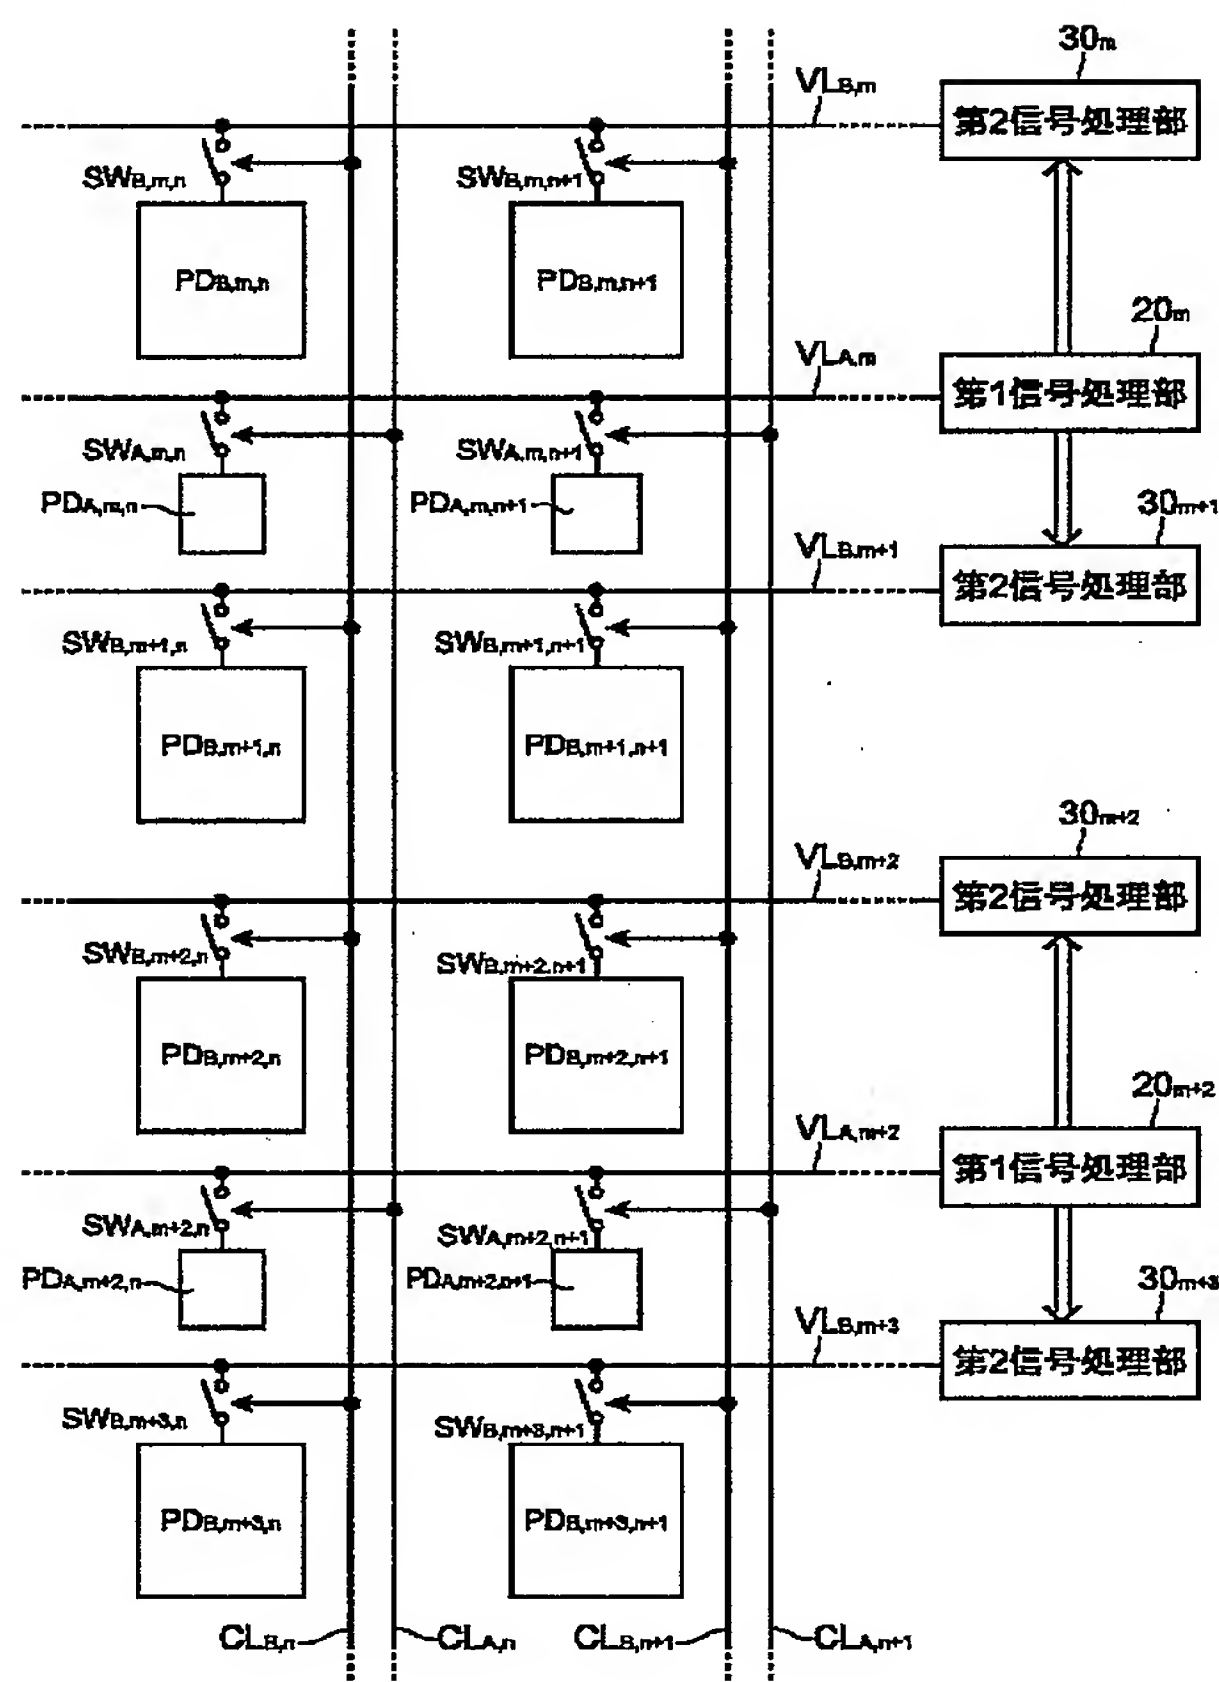 30m
VLB,m
第2信号処理部
SWB,m,n
SWB,m,n+1
PDB,m,n
PDB,m,n+1
20m
VLA,m
第1信号処理部
SWA,m,n
SWA,m,n+1
PDA,m,n
PDA,m,n+1
30m+1
VLB,m+1
第2信号処理部
SWB,m+1,n
SWB,m+1,n+1
PDB,m+1,n
PDB,m+1,n+1
30m+2
VLB,m+2
第2信号処理部
SWB,m+2,n
SWB,m+2,n+1
PDB,m+2,n
PDB,m+2,n+1
20m+2
VLA,m+2
第1信号処理部
SWA,m+2,n
SWA,m+2,n+1
PDA,m+2,n
PDA,m+2,n+1
30m+3
VLB,m+3
第2信号処理部
SWB,m+3,n
SWB,m+3,n+1
PDB,m+3,n
PDB,m+3,n+1
CLB,n
CLA,n
CLB,n+1
CLA,n+1